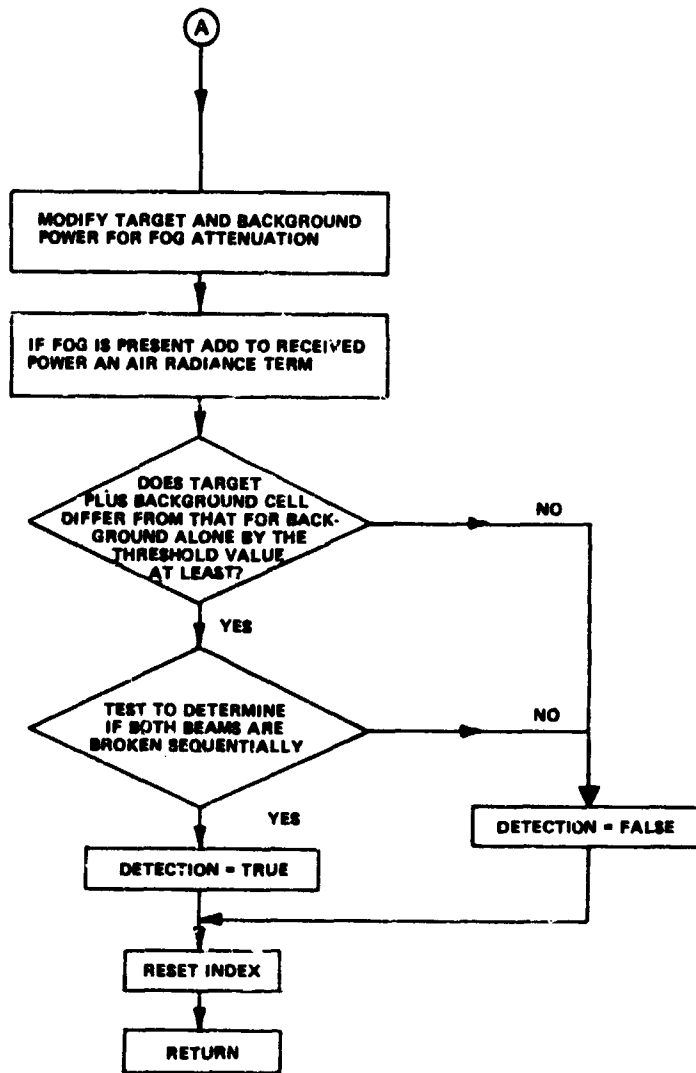 A
MODIFY TARGET AND BACKGROUND
POWER FOR FOG ATTENUATION
IF FOG IS PRESENT ADD TO RECEIVED
POWER AN AIR RADIANCE TERM
DOES TARGET
PLUS BACKGROUND CELL
DIFFER FROM THAT FOR BACK-
GROUND ALONE BY THE
THRESHOLD VALUE
AT LEAST?
NO
YES
TEST TO DETERMINE
IF BOTH BEAMS ARE
BROKEN SEQUENTIALLY
NO
YES
DETECTION = FALSE
DETECTION = TRUE
RESET INDEX
RETURN